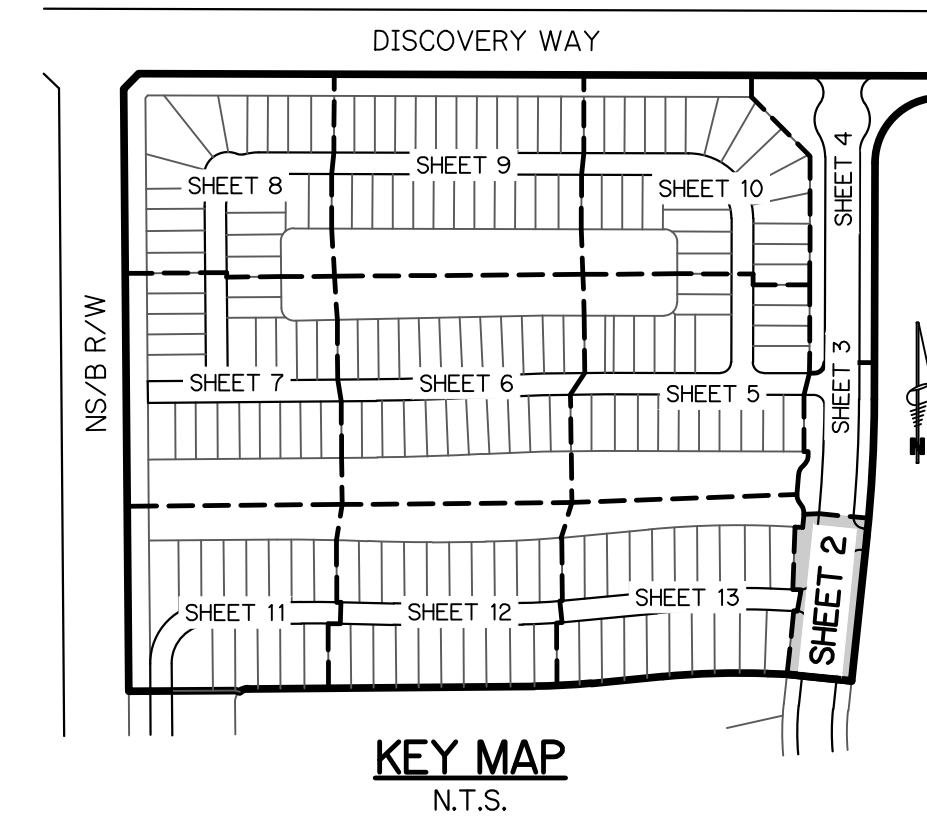 DISCOVERY WAY
SHEET 4
SHEET 9
SHEET 8
SHEET 10
NS/B R/W
SHEET 3
SHEET 7
SHEET 6
SHEET 5
N
SHEET 2
SHEET 11
SHEET 12
SHEET 13
KEY MAP
N.T.S.